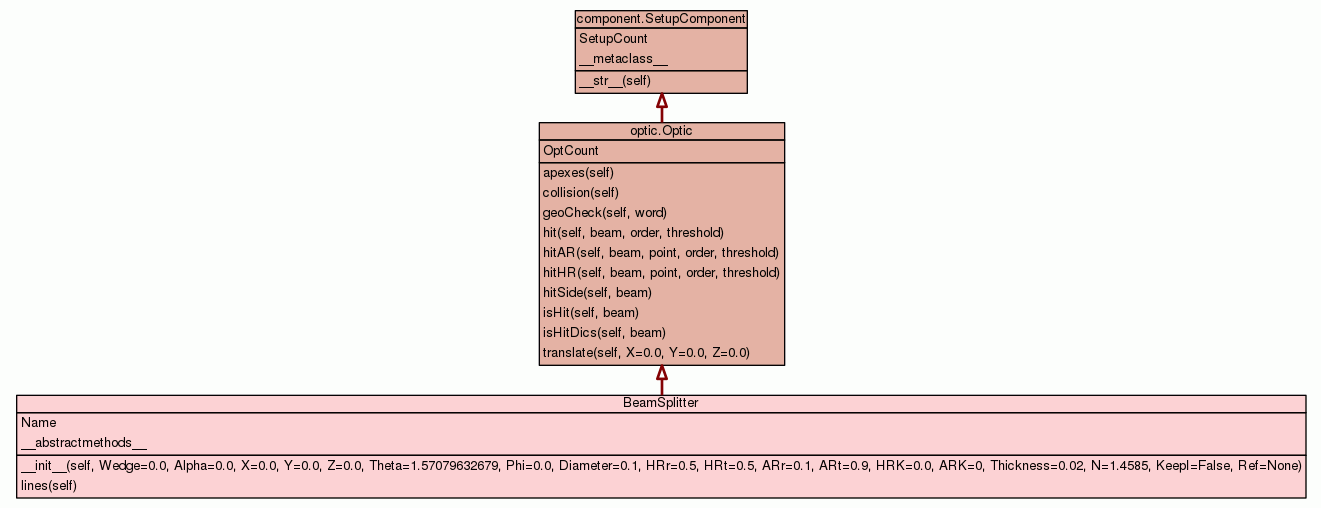 component.SetupComponent
SetupCount
__metaclass__
__str__(self)
optic.Optic
OptCount
apexes(self)
collision(self)
geoCheck(self, word)
hit(self, beam, order, threshold)
hitAR(self, beam, point, order, threshold)
hitHR(self, beam, point, order, threshold)
hitSide(self, beam)
isHit(self, beam)
isHitDics(self, beam)
translate(self, X=0.0, Y=0.0, Z=0.0)
BeamSplitter
Name
__abstractmethods__
__init__(self, Wedge=0.0, Alpha=0.0, X=0.0, Y=0.0, Z=0.0, Theta=1.57079632679, Phi=0.0, Diameter=0.1, HRr=0.5, HRt=0.5, ARr=0.1, ARt=0.9, HRK=0.0, ARK=0, Thickness=0.02, N=1.4585, KeepI=False, Ref=None)
lines(self)